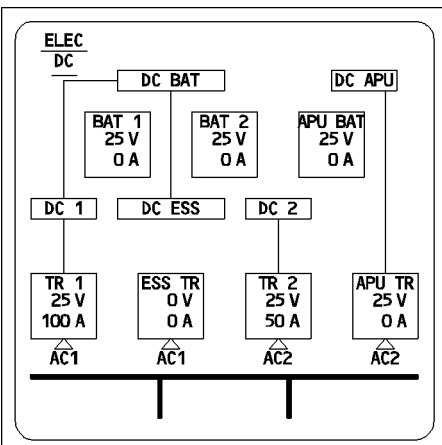 ELEC
DC
DC BAT
DC APU
BAT 1
25 V
0 A
BAT 2
25 V
0 A
APU BAT
25 V
0 A
DC 1
DC ESS
DC 2
TR 1
25 V
100 A
ESS TR
0 V
0 A
TR 2
25 V
50 A
APU TR
25 V
0 A
AC1
AC1
AC2
AC2